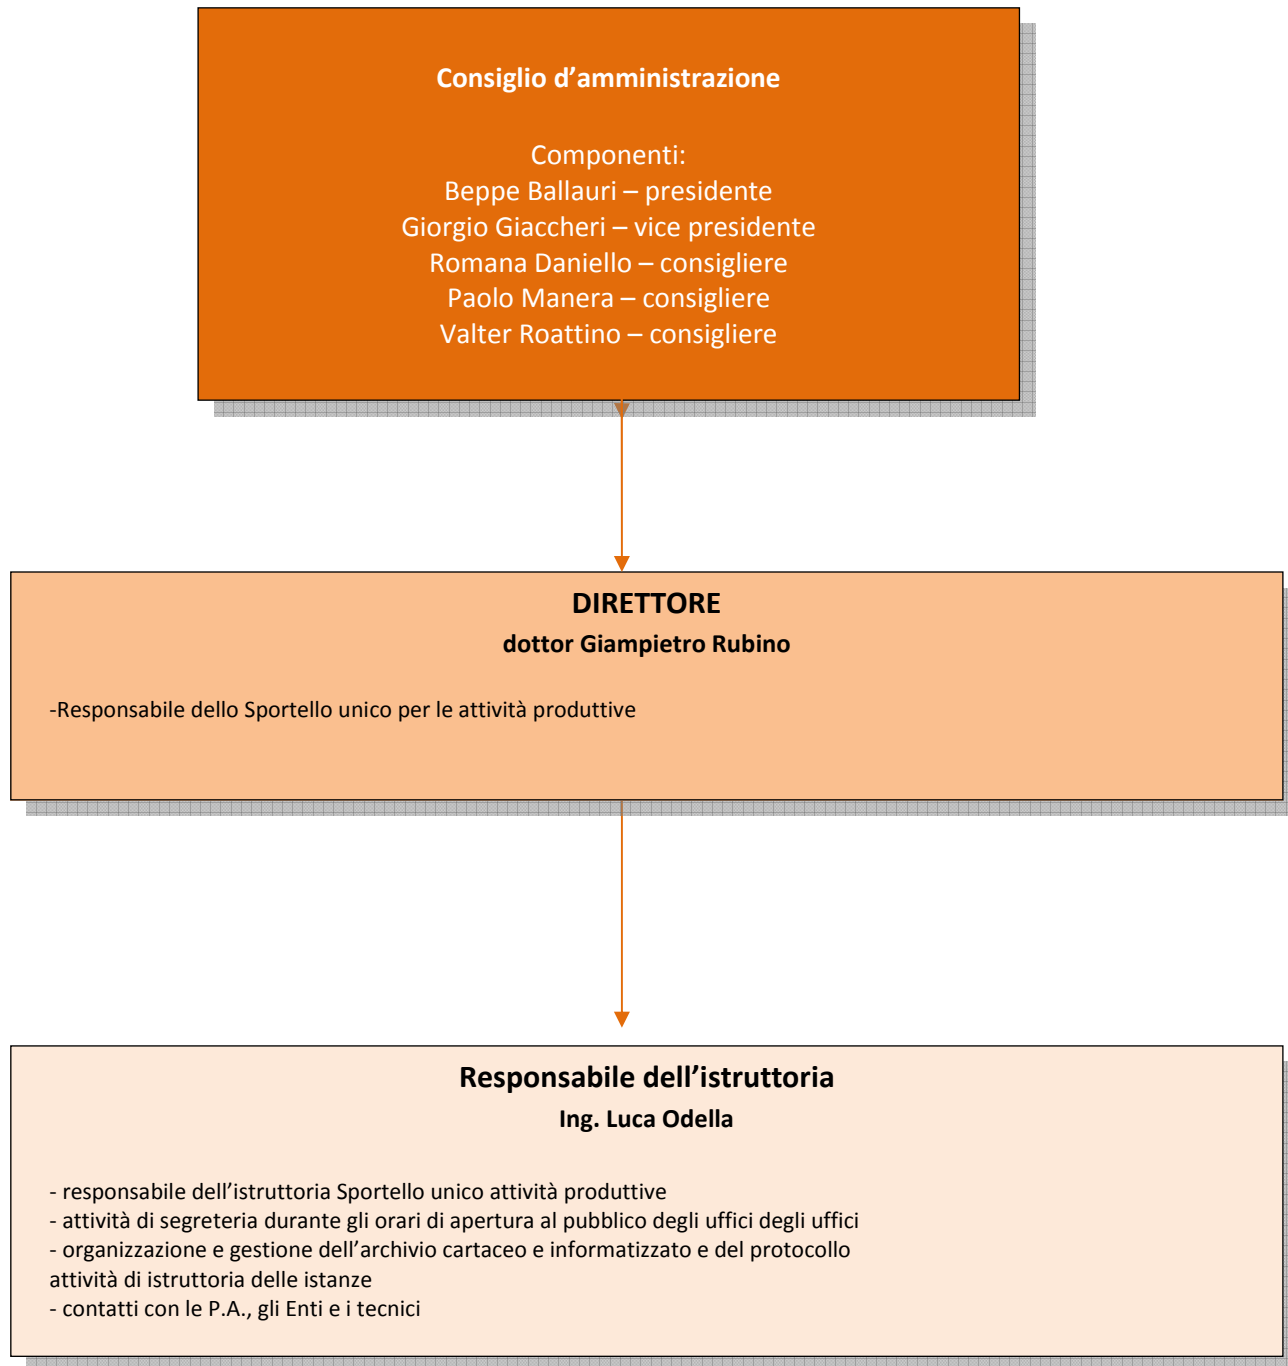 Consiglio d’amministrazione
Componenti:
Beppe Ballauri – presidente
Giorgio Giaccheri – vice presidente
Romana Daniello – consigliere
Paolo Manera – consigliere
Valter Roattino – consigliere
DIRETTORE
dottor Giampietro Rubino
-Responsabile dello Sportello unico per le attività produttive
Responsabile dell’istruttoria
Ing. Luca Odella
- responsabile dell’istruttoria Sportello unico attività produttive
- attività di segreteria durante gli orari di apertura al pubblico degli uffici degli uffici
- organizzazione e gestione dell’archivio cartaceo e informatizzato e del protocollo
attività di istruttoria delle istanze
- contatti con le P.A., gli Enti e i tecnici